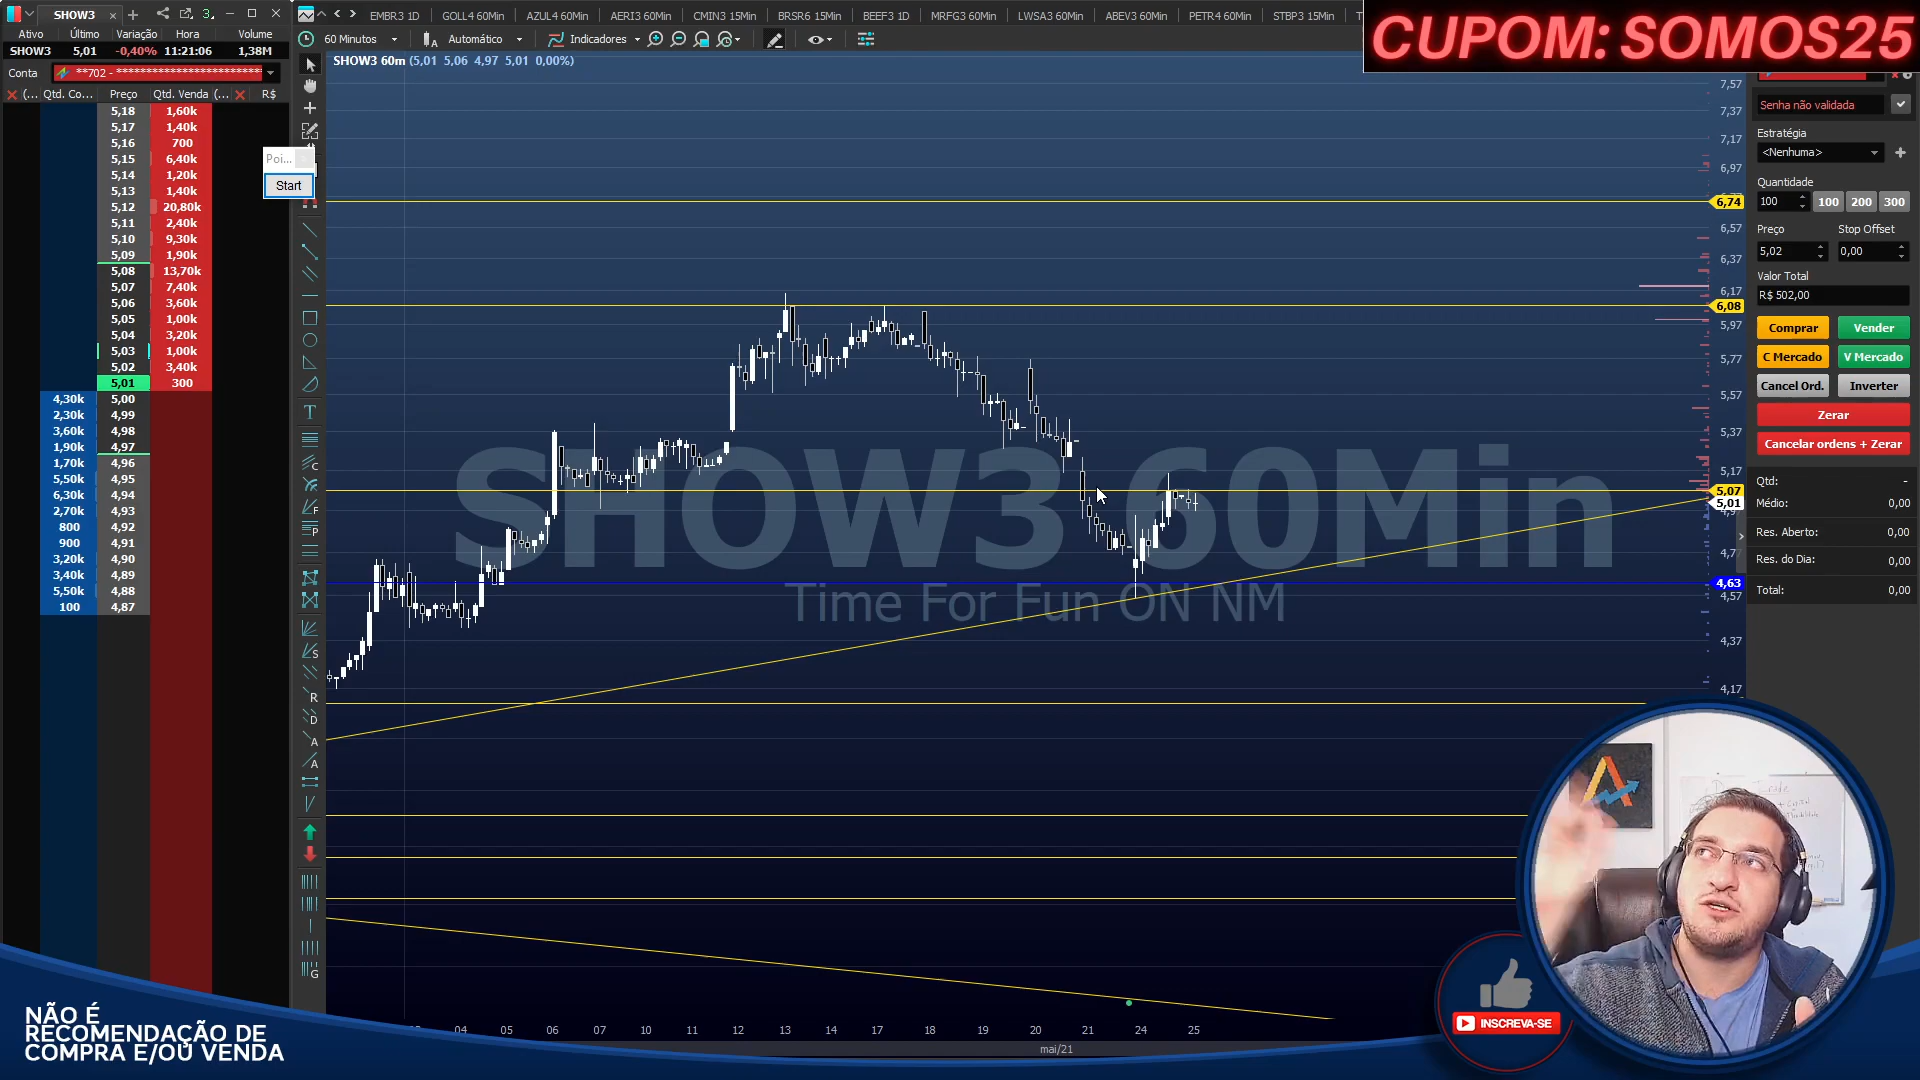 SHOW3
EMBR3 1D
GOLL4 60Min
AZUL4 60Min
AERI3 60Min
CMIN3 15Min
BRSR6 15Min
BEEF3 1D
MRFG3 60Min
LWSA3 60Min
ABEV3 60Min
PETR4 60Min
STBP3 15Min
CUPOM: SOMOS25
Ativo Último Variação Hora Volume
SHOW3 5,01 -0,40% 11:21:06 1,38M
60 Minutos
Automático
Indicadores
SHOW3 60m (5,01 5,06 4,97 5,01 0,00%)
Conta **702 - **************************
(... Qtd. Co... Preço Qtd. Venda (... R$
5,18 1,60k
5,17 1,40k
5,16 700
5,15 6,40k
5,14 1,20k
5,13 1,40k
5,12 20,80k
5,11 2,40k
5,10 9,30k
5,09 1,90k
5,08 13,70k
5,07 7,40k
5,06 3,60k
5,05 1,00k
5,04 3,20k
5,03 1,00k
5,02 3,40k
5,01 300
4,30k 5,00
2,30k 4,99
3,60k 4,98
1,90k 4,97
1,70k 4,96
5,50k 4,95
6,30k 4,94
2,70k 4,93
800 4,92
900 4,91
3,20k 4,90
3,40k 4,89
5,50k 4,88
100 4,87
Poi...
Start
SHOW3 60Min
Time For Fun ON NM
7,57
7,37
7,17
6,97
6,74
6,57
6,37
6,17
6,08
5,97
5,77
5,57
5,37
5,17
5,07
5,01
4,63
4,57
4,37
4,17
04 05 06 07 10 11 12 13 14 17 18 19 20 21 24 25
mai/21
Senha não validada
Estratégia
<Nenhuma>
Quantidade
100 100 200 300
Preço Stop Offset
5,02 0,00
Valor Total
R$ 502,00
Comprar Vender
C Mercado V Mercado
Cancel Ord. Inverter
Zerar
Cancelar ordens + Zerar
Qtd: -
Médio: 0,00
Res. Aberto: 0,00
Res. do Dia: 0,00
Total: 0,00
INSCREVA-SE
NÃO É
RECOMENDAÇÃO DE
COMPRA E/OU VENDA